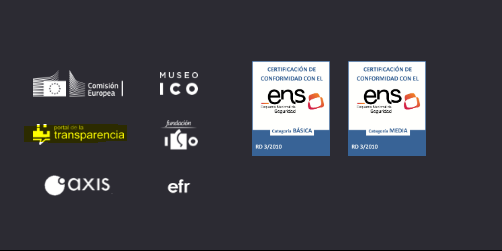 Comisión
Europea
MUSEO
ICO
portal de la
transparencia
fundación
ICO
axis
efr
CERTIFICACIÓN DE
CONFORMIDAD CON EL
ens
Esquema Nacional de
Seguridad
Categoría BÁSICA
RD 3/2010
CERTIFICACIÓN DE
CONFORMIDAD CON EL
ens
Esquema Nacional de
Seguridad
Categoría MEDIA
RD 3/2010